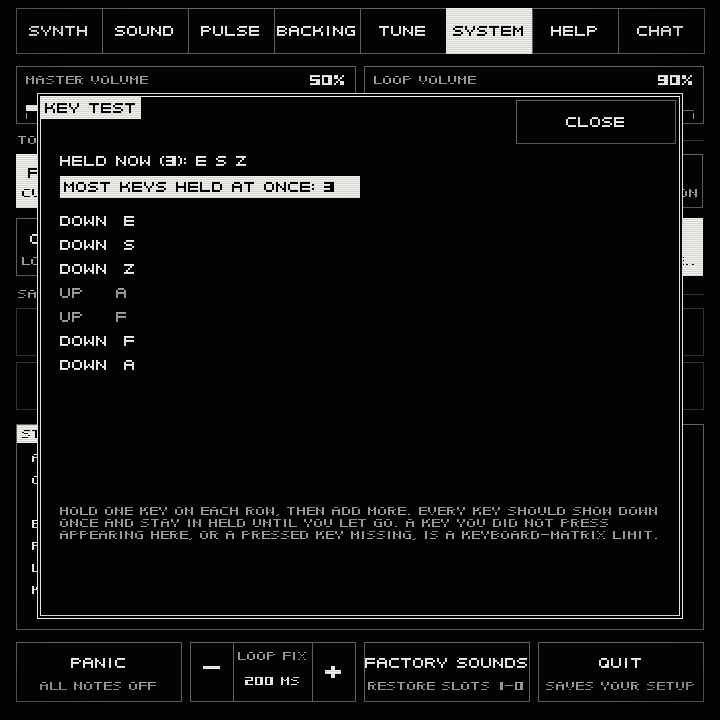 SYNTH SOUND PULSE BACKING TUNE SYSTEM HELP CHAT
MASTER VOLUME 50% LOOP VOLUME 90%
KEY TEST
CLOSE
HELD NOW (3): E S Z
MOST KEYS HELD AT ONCE: 3
DOWN E
DOWN S
DOWN Z
UP A
UP F
DOWN F
DOWN A
HOLD ONE KEY ON EACH ROW, THEN ADD MORE. EVERY KEY SHOULD SHOW DOWN
ONCE AND STAY IN HELD UNTIL YOU LET GO. A KEY YOU DID NOT PRESS
APPEARING HERE, OR A PRESSED KEY MISSING, IS A KEYBOARD-MATRIX LIMIT.
PANIC
ALL NOTES OFF
-
LOOP FIX
200 MS
+
FACTORY SOUNDS
RESTORE SLOTS 1-0
QUIT
SAVES YOUR SETUP